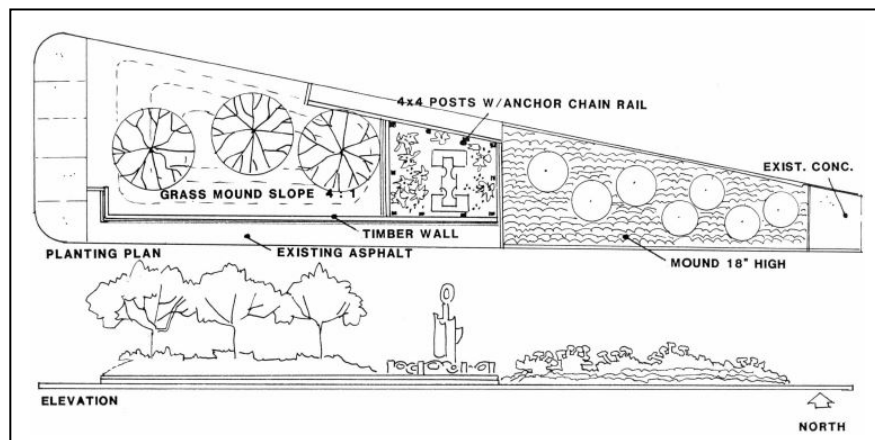 4x4 POSTS W/ANCHOR CHAIN RAIL
EXIST. CONC.
GRASS MOUND SLOPE 4 : 1
TIMBER WALL
PLANTING PLAN
EXISTING ASPHALT
MOUND 18" HIGH
ELEVATION
NORTH